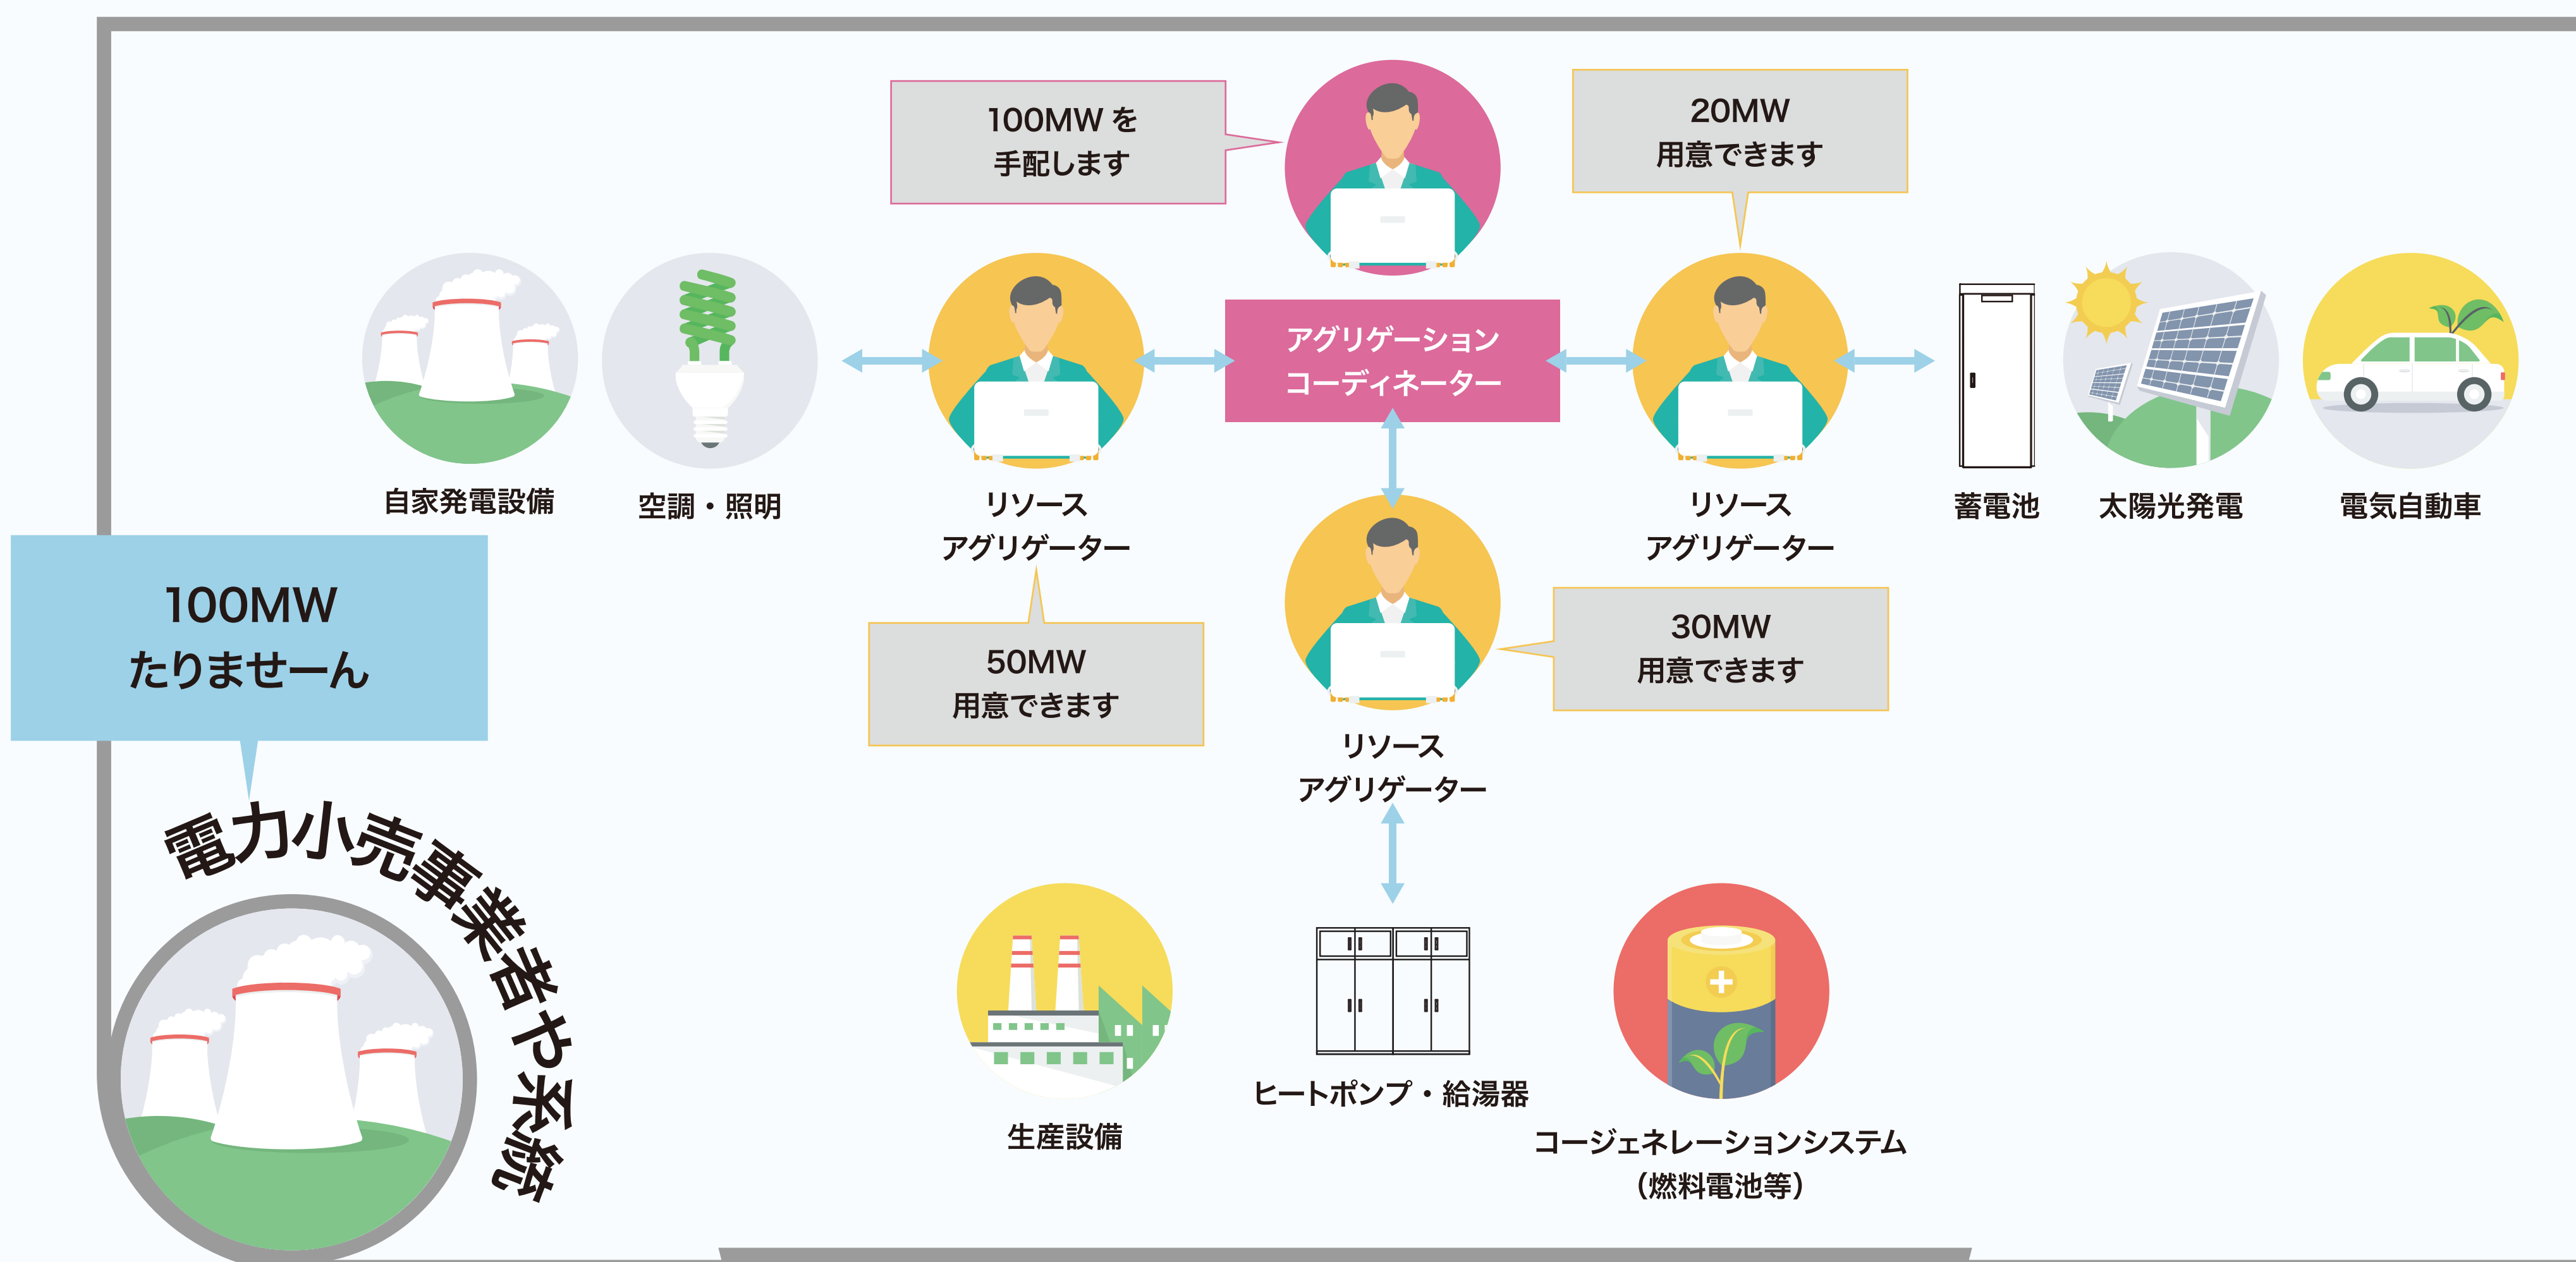 100MW を
手配します
20MW
用意できます
アグリゲーション
コーディネーター
自家発電設備
空調・照明
リソース
アグリゲーター
リソース
アグリゲーター
蓄電池
太陽光発電
電気自動車
100MW
たりませーん
50MW
用意できます
30MW
用意できます
リソース
アグリゲーター
電力小売事業者や系統
生産設備
ヒートポンプ・給湯器
コージェネレーションシステム
（燃料電池等）